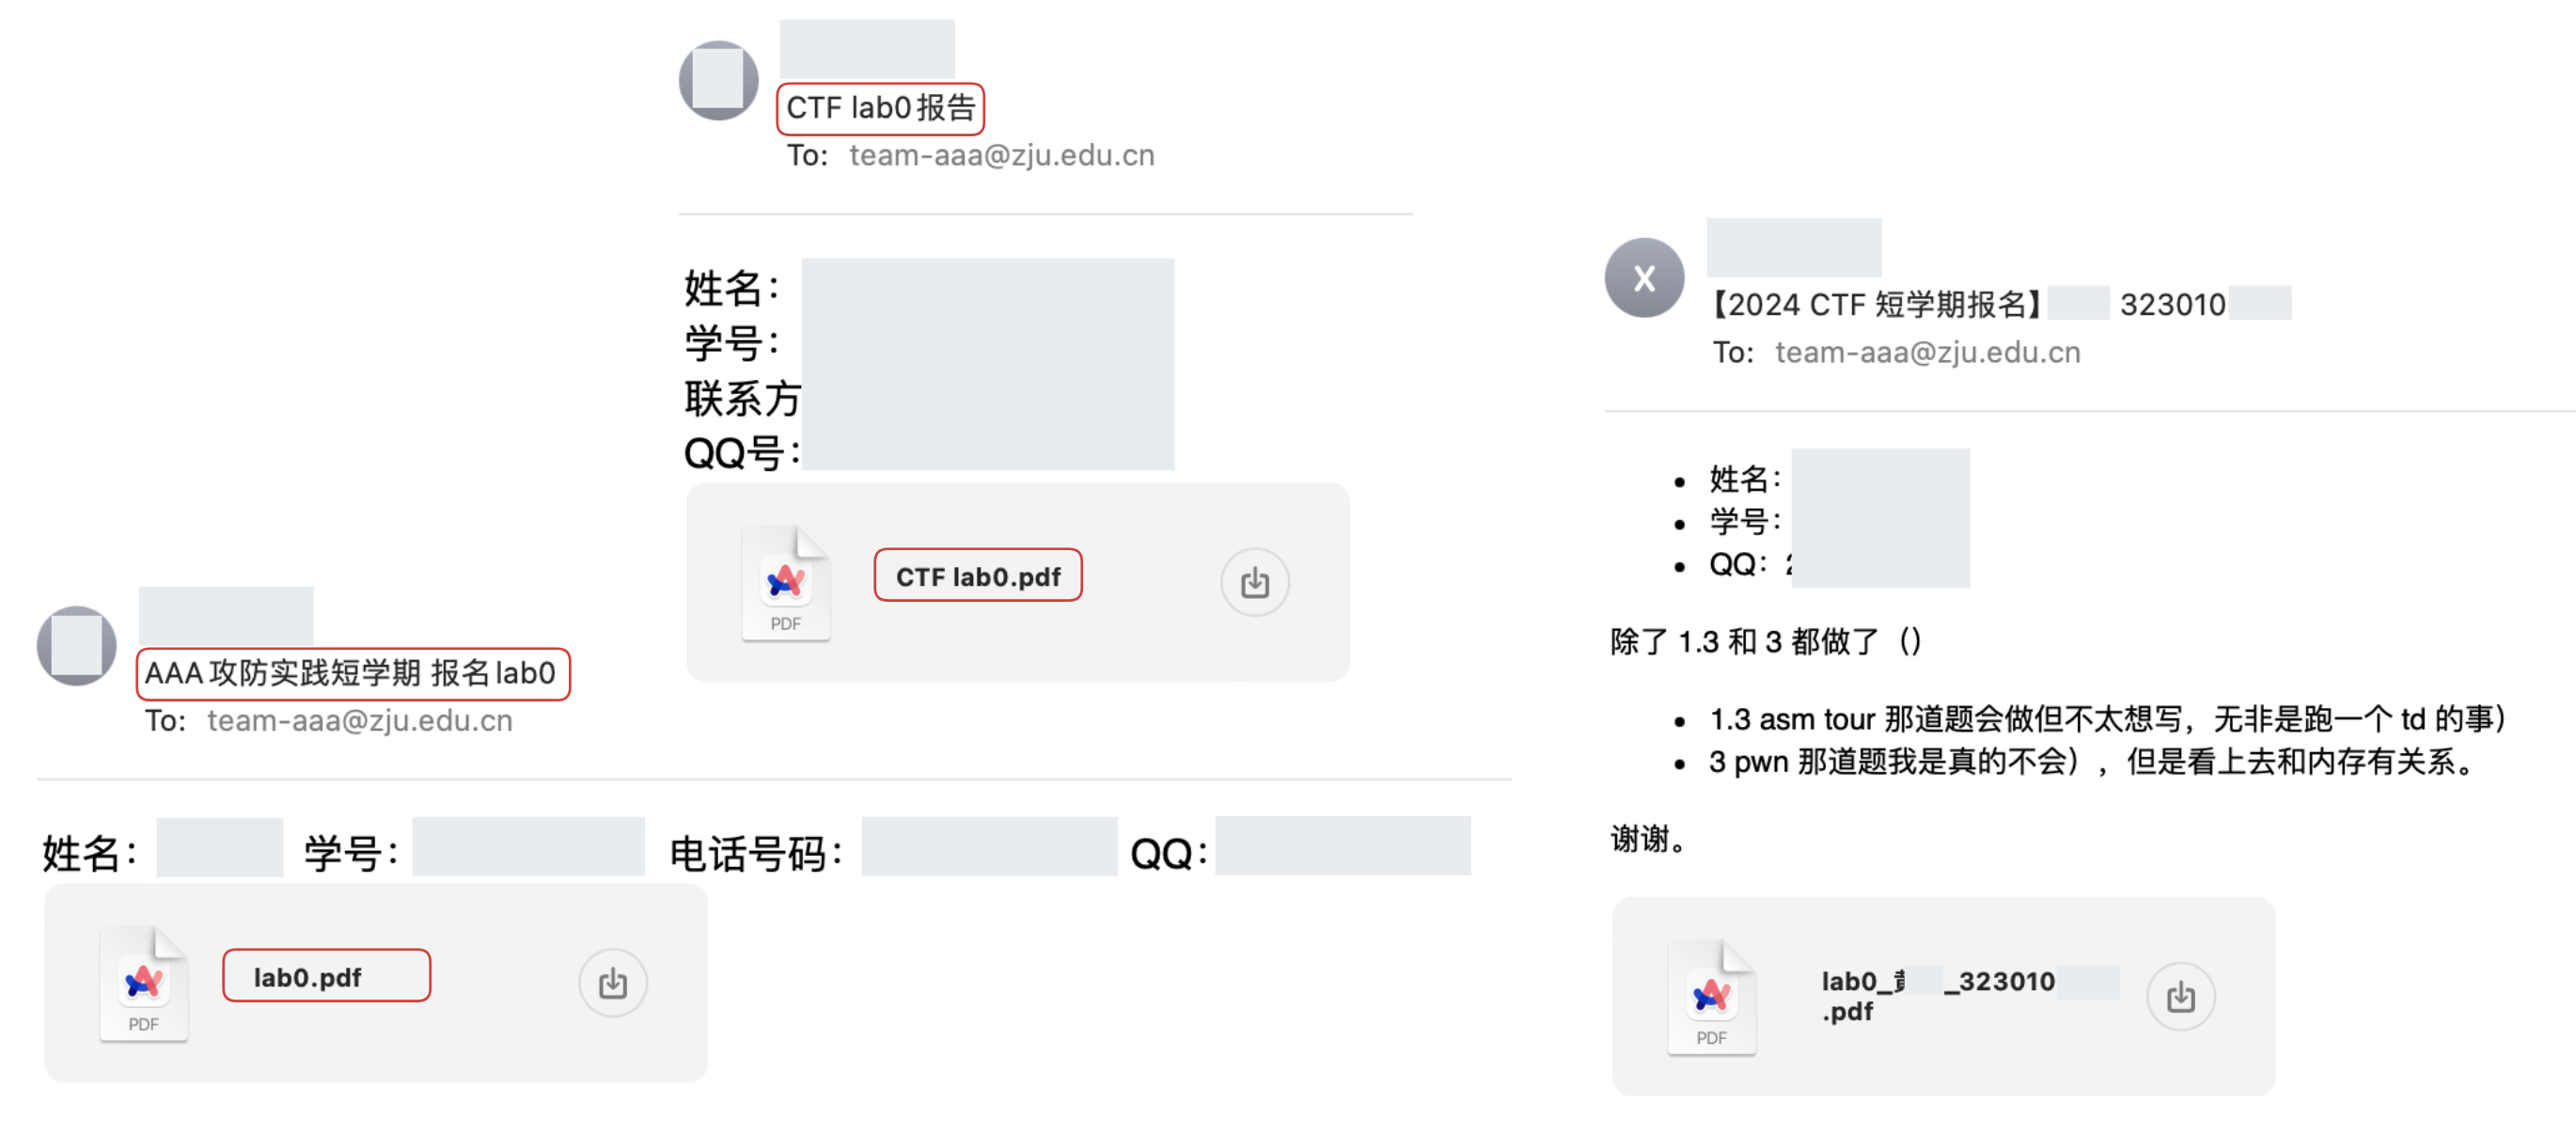 CTF lab0报告
To: team-aaa@zju.edu.cn
姓名：
学号：
联系方
QQ号：
PDF
CTF lab0.pdf
AAA攻防实践短学期 报名lab0
To: team-aaa@zju.edu.cn
姓名： 学号： 电话号码： QQ：
PDF
lab0.pdf
X
【2024 CTF 短学期报名】 323010
To: team-aaa@zju.edu.cn
• 姓名：
• 学号：
• QQ：
除了 1.3 和 3 都做了（）
• 1.3 asm tour 那道题会做但不太想写，无非是跑一个 td 的事）
• 3 pwn 那道题我是真的不会），但是看上去和内存有关系。
谢谢。
PDF
lab0_ _323010
.pdf